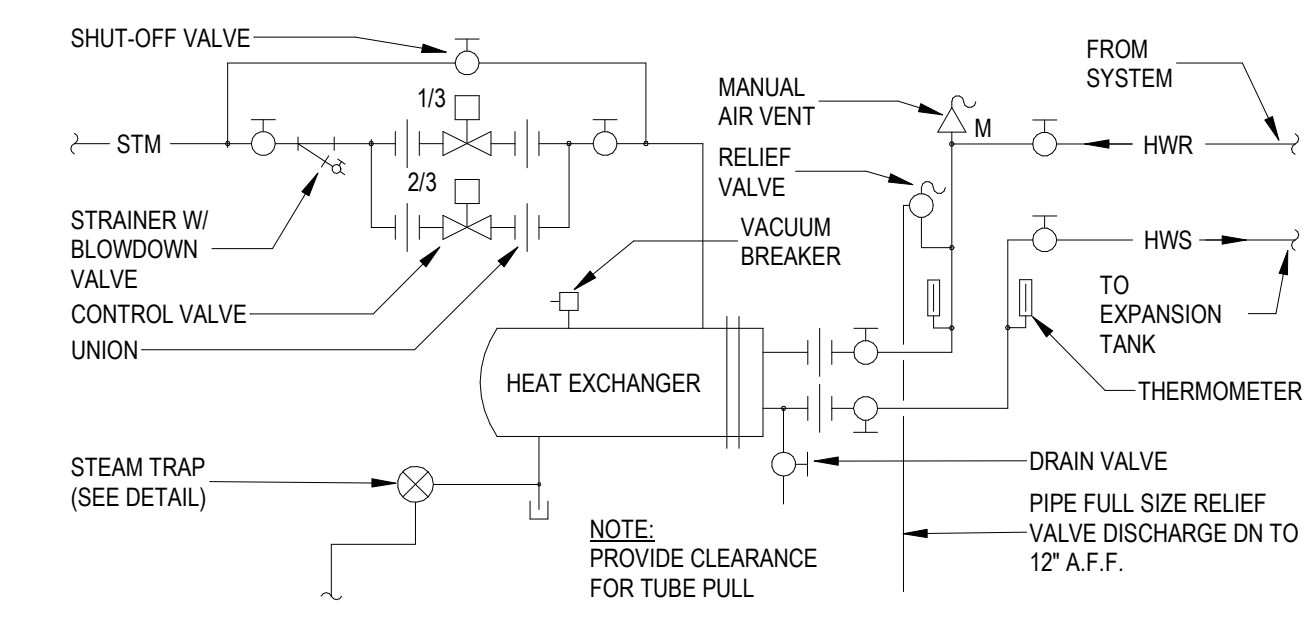 SHUT-OFF VALVE
1/3
STM
2/3
STRAINER W/
BLOWDOWN
VALVE
CONTROL VALVE
UNION
MANUAL
AIR VENT
M
RELIEF
VALVE
VACUUM
BREAKER
FROM
SYSTEM
HWR
HWS
TO
EXPANSION
TANK
THERMOMETER
HEAT EXCHANGER
STEAM TRAP
(SEE DETAIL)
DRAIN VALVE
NOTE:
PROVIDE CLEARANCE
FOR TUBE PULL
PIPE FULL SIZE RELIEF
VALVE DISCHARGE DN TO
12" A.F.F.